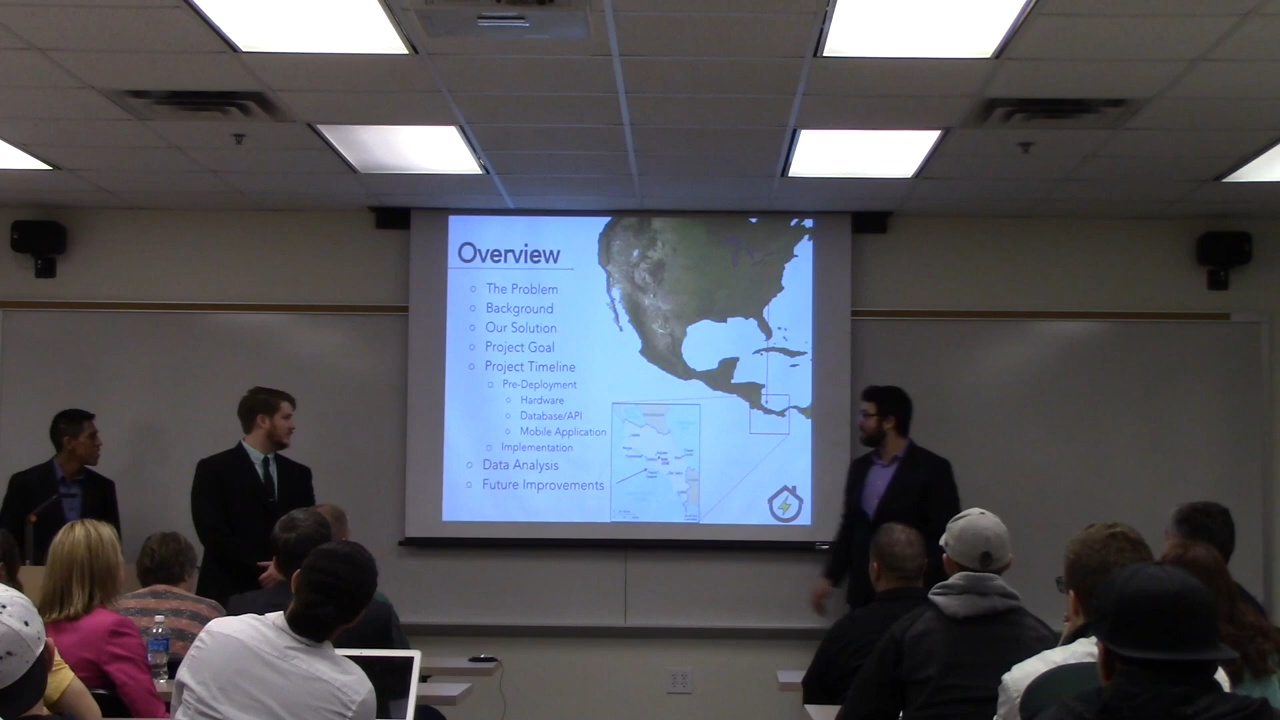 Overview
The Problem
Background
Our Solution
Project Goal
Project Timeline
Pre-Deployment
Hardware
Database/API
Mobile Application
Implementation
Data Analysis
Future Improvements